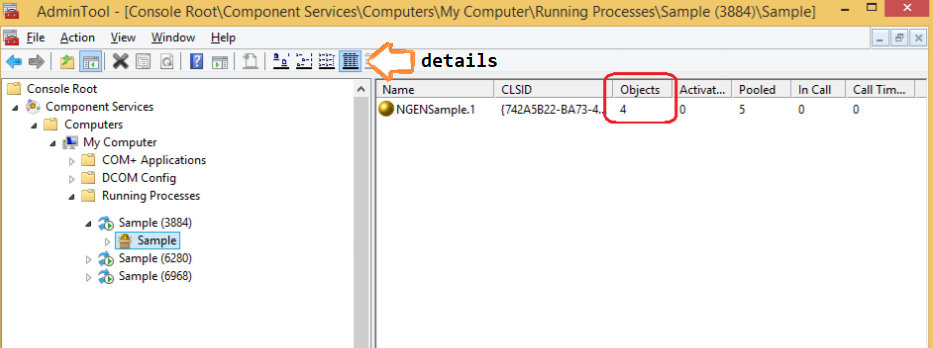 AdminTool - [Console Root\Component Services\Computers\My Computer\Running Processes\Sample (3884)\Sample]
File Action View Window Help
details
Console Root
Component Services
Computers
My Computer
COM+ Applications
DCOM Config
Running Processes
Sample (3884)
Sample
Sample (6280)
Sample (6968)
Name CLSID Objects Activat... Pooled In Call Call Tim...
NGENSample.1 {742A5B22-BA73-4... 4 0 5 0 0